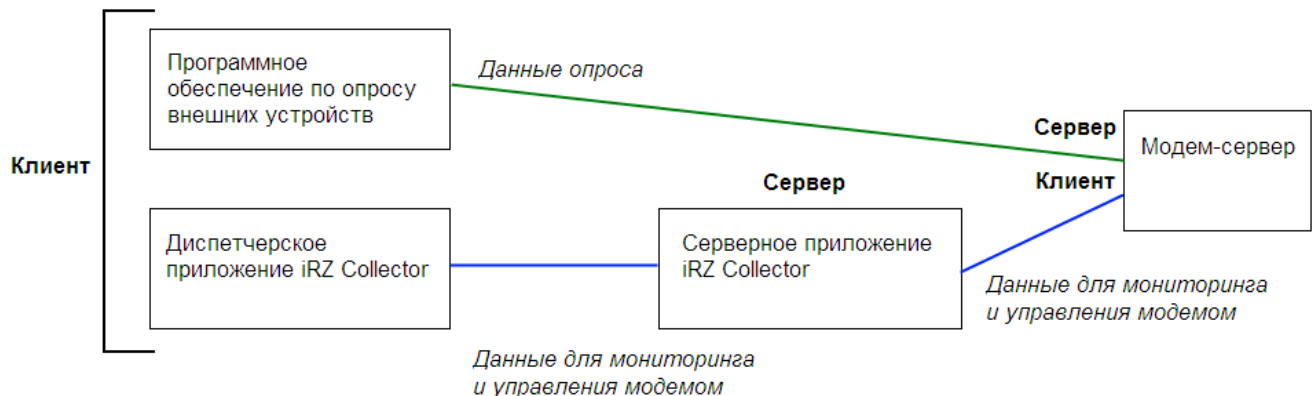 Программное
обеспечение по опросу
внешних устройств
Данные опроса
Сервер
Модем-сервер
Клиент
Клиент
Сервер
Диспетчерское
приложение iRZ Collector
Серверное приложение
iRZ Collector
Данные для мониторинга
и управления модемом
Данные для мониторинга
и управления модемом